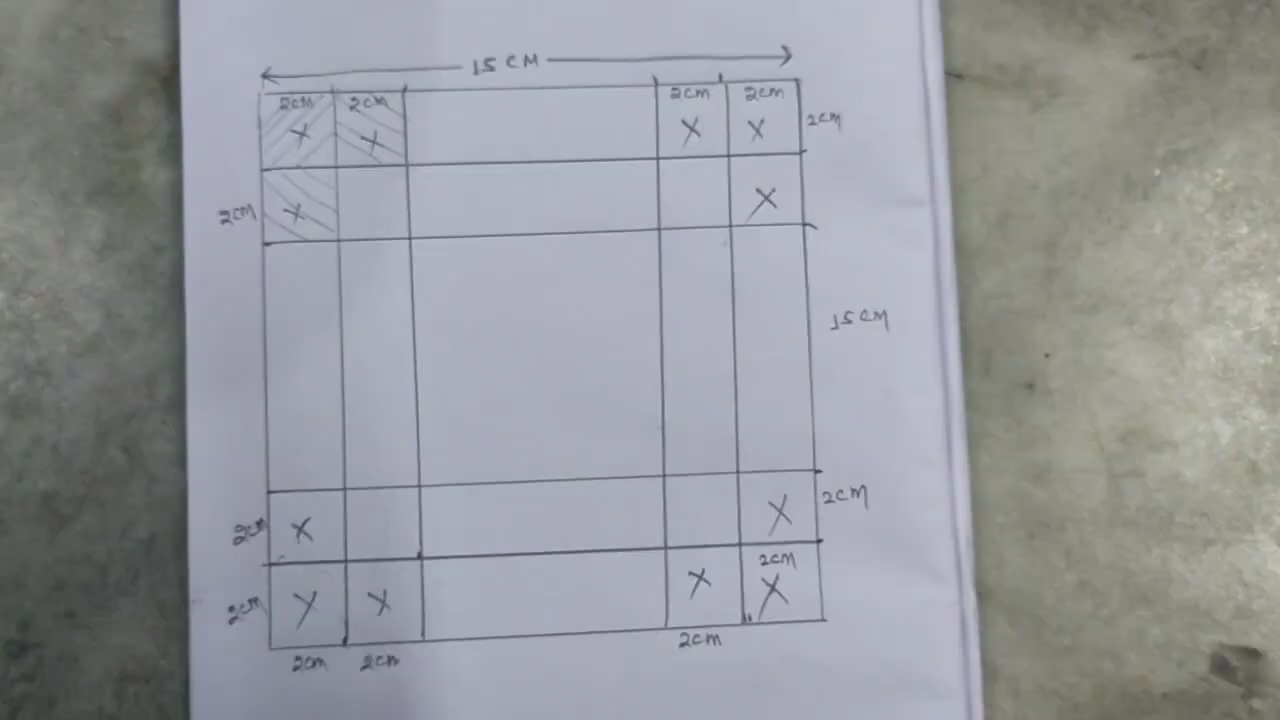 15 CM
2cm 2cm 2cm 2cm
X X X X 2cm
2cm X X
15 CM
2cm X X 2cm
2cm
2cm X X X X
2cm 2cm 2cm